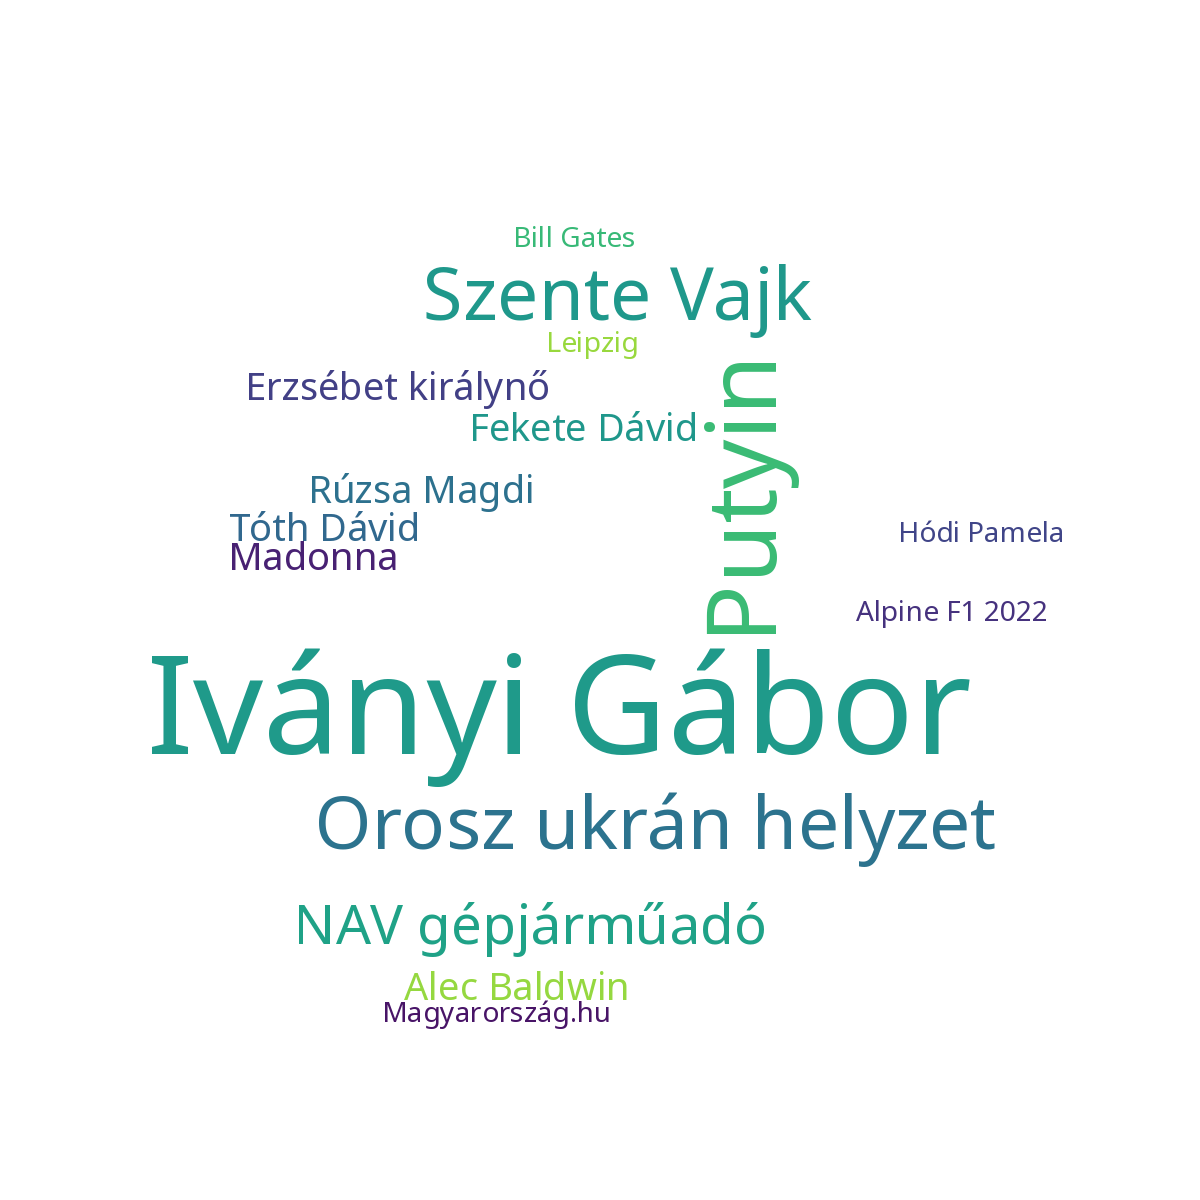 Bill Gates
Szente Vajk
Leipzig
Erzsébet királynő
Fekete Dávid
Putyin
Rúzsa Magdi
Tóth Dávid
Hódi Pamela
Madonna
Alpine F1 2022
Iványi Gábor
Orosz ukrán helyzet
NAV gépjárműadó
Alec Baldwin
Magyarország.hu